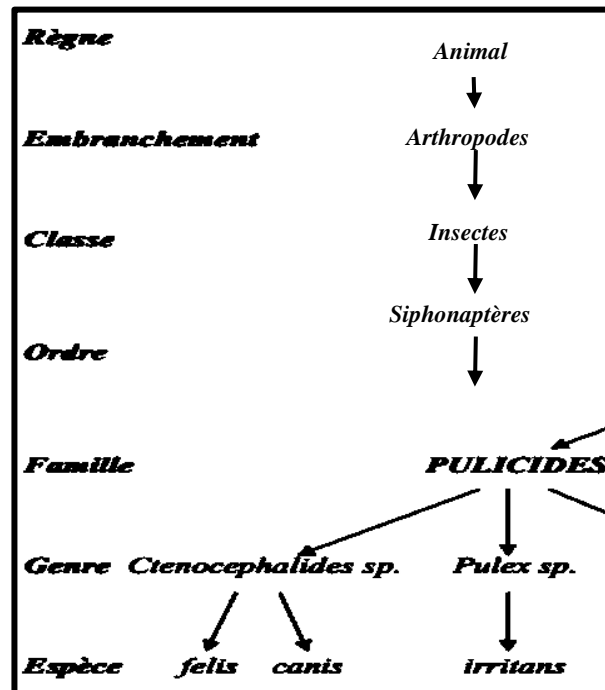 Règne
Animal
Embranchement
Arthropodes
Classe
Insectes
Siphonaptères
Ordre
Famille PULICIDES
Genre Ctenocephalides sp. Pulex sp.
Espèce felis canis irritans